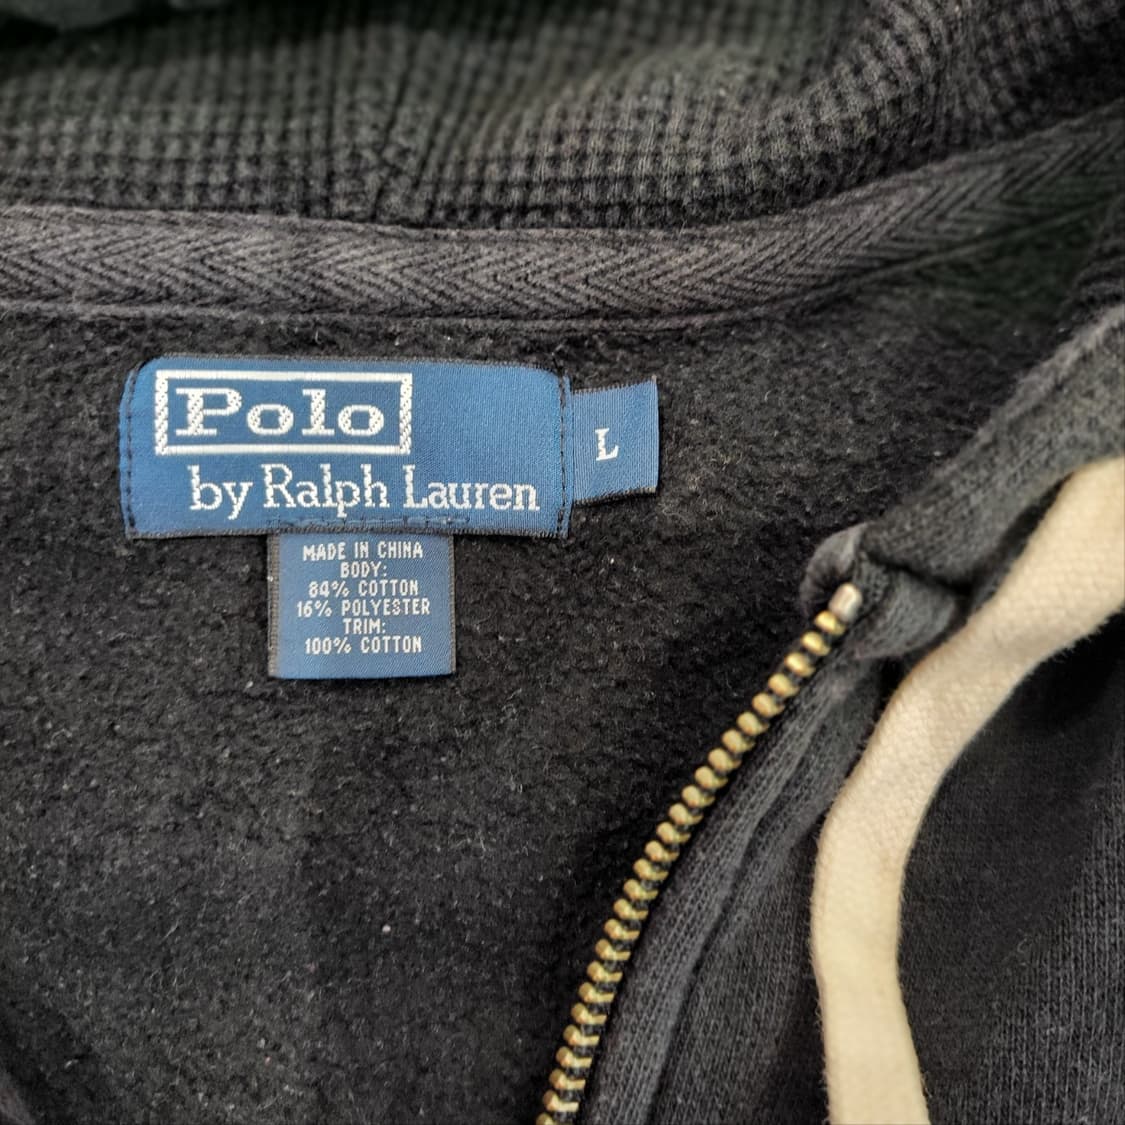 Polo
by Ralph Lauren
L
MADE IN CHINA
BODY:
84% COTTON
16% POLYESTER
TRIM:
100% COTTON